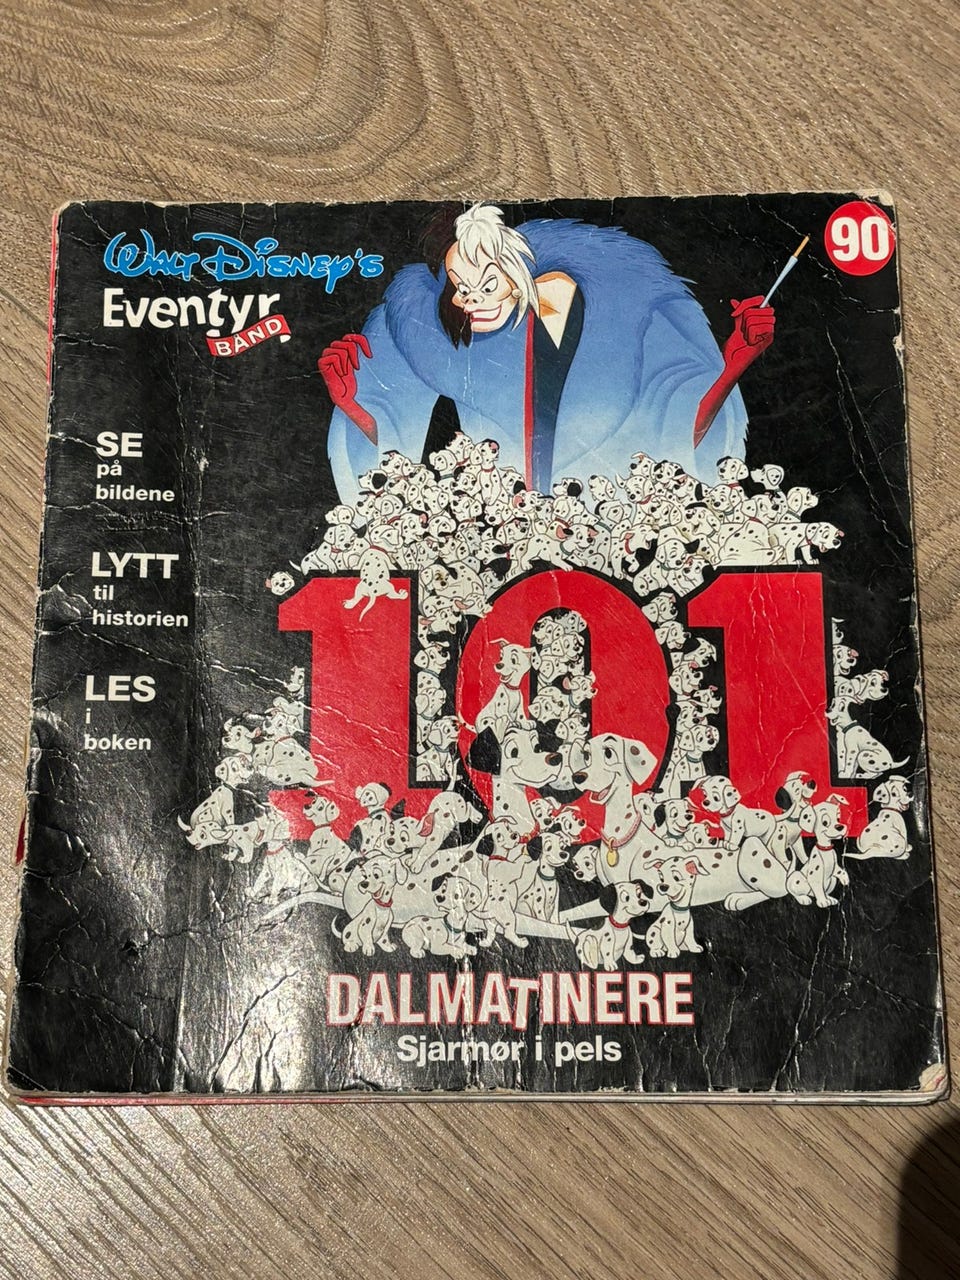 90
WALT DISNEY'S
Eventyr
BÅND
SE
på
bildene
LYTT
til
historien
LES
i
boken
101
DALMATINERE
Sjarmør i pels